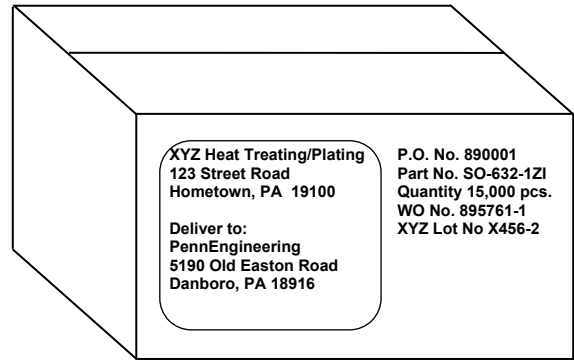 XYZ Heat Treating/Plating
123 Street Road
Hometown, PA 19100
Deliver to:
PennEngineering
5190 Old Easton Road
Danboro, PA 18916
P.O. No. 890001
Part No. SO-632-1ZI
Quantity 15,000 pcs.
WO No. 895761-1
XYZ Lot No X456-2